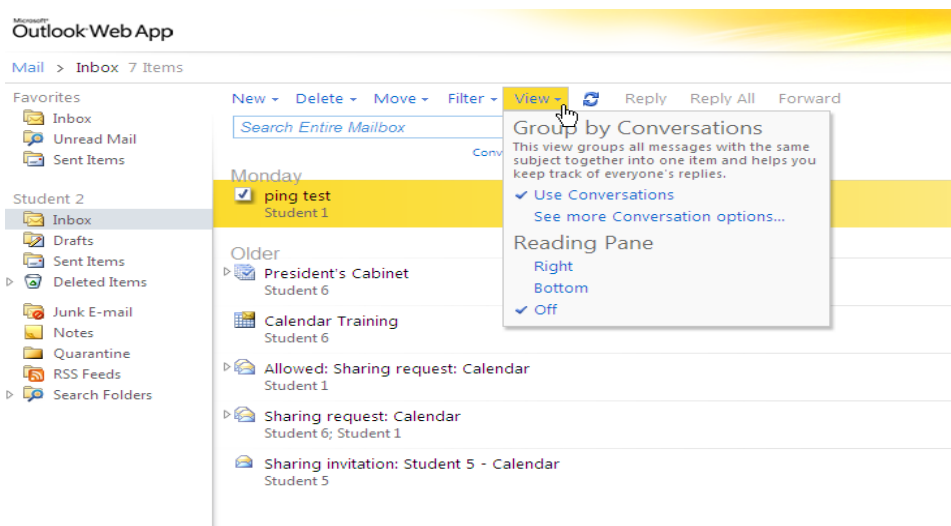 Microsoft®
Outlook Web App
Mail > Inbox 7 Items
Favorites
Inbox
Unread Mail
Sent Items
Student 2
Inbox
Drafts
Sent Items
Deleted Items
Junk E-mail
Notes
Quarantine
RSS Feeds
Search Folders
New Delete Move Filter View Reply Reply All Forward
Search Entire Mailbox
Conv
Group by Conversations
This view groups all messages with the same
subject together into one item and helps you
keep track of everyone's replies.
Use Conversations
See more Conversation options...
Reading Pane
Right
Bottom
Off
Monday
ping test
Student 1
Older
President's Cabinet
Student 6
Calendar Training
Student 6
Allowed: Sharing request: Calendar
Student 1
Sharing request: Calendar
Student 6; Student 1
Sharing invitation: Student 5 - Calendar
Student 5